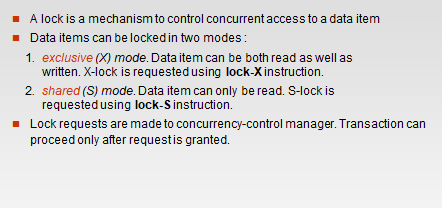 A lock is a mechanism to control concurrent access to a data item
Data items can be locked in two modes :
1. exclusive (X) mode. Data item can be both read as well as
written. X-lock is requested using lock-X instruction.
2. shared (S) mode. Data item can only be read. S-lock is
requested using lock-S instruction.
Lock requests are made to concurrency-control manager. Transaction can
proceed only after request is granted.